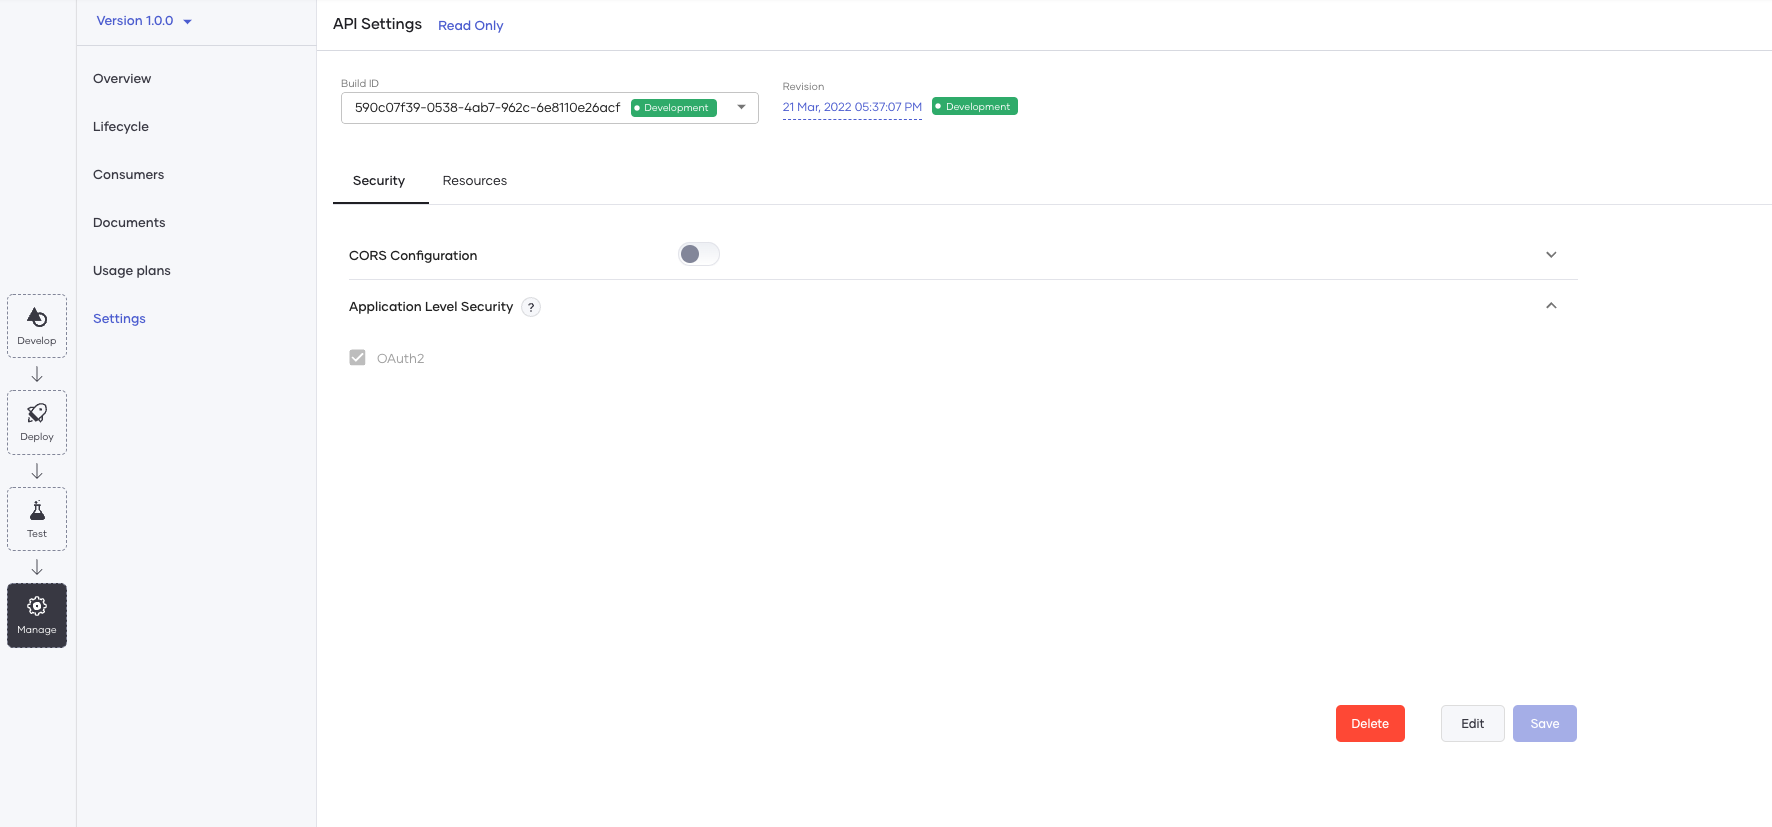 Version 1.0.0
Overview
Lifecycle
Consumers
Documents
Usage plans
Settings
Develop
Deploy
Test
Manage
API Settings Read Only
Build ID
590c07f39-0538-4ab7-962c-6e8110e26acf Development
Revision
21 Mar, 2022 05:37:07 PM Development
Security Resources
CORS Configuration
Application Level Security ?
OAuth2
Delete Edit Save